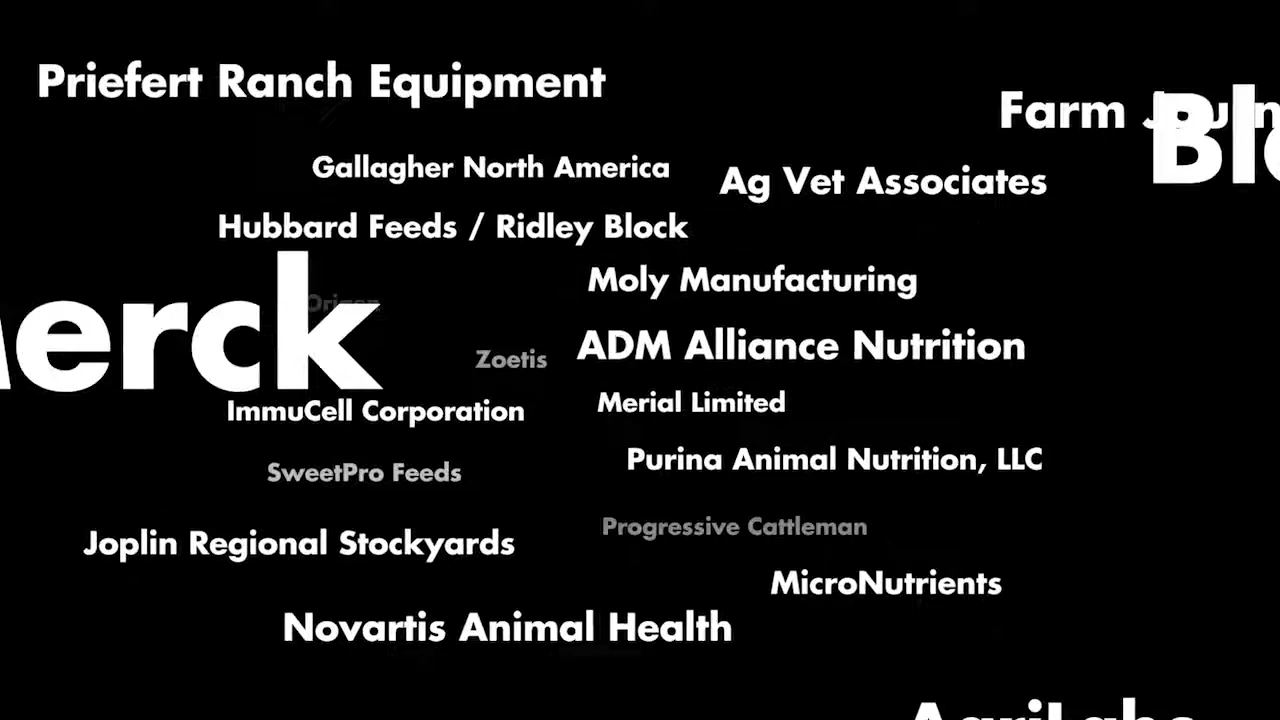 Priefert Ranch Equipment
Farm
Gallagher North America
Ag Vet Associates
Hubbard Feeds / Ridley Block
Moly Manufacturing
erck
ADM Alliance Nutrition
Zoetis
Merial Limited
ImmuCell Corporation
Purina Animal Nutrition, LLC
SweetPro Feeds
Progressive Cattleman
Joplin Regional Stockyards
MicroNutrients
Novartis Animal Health